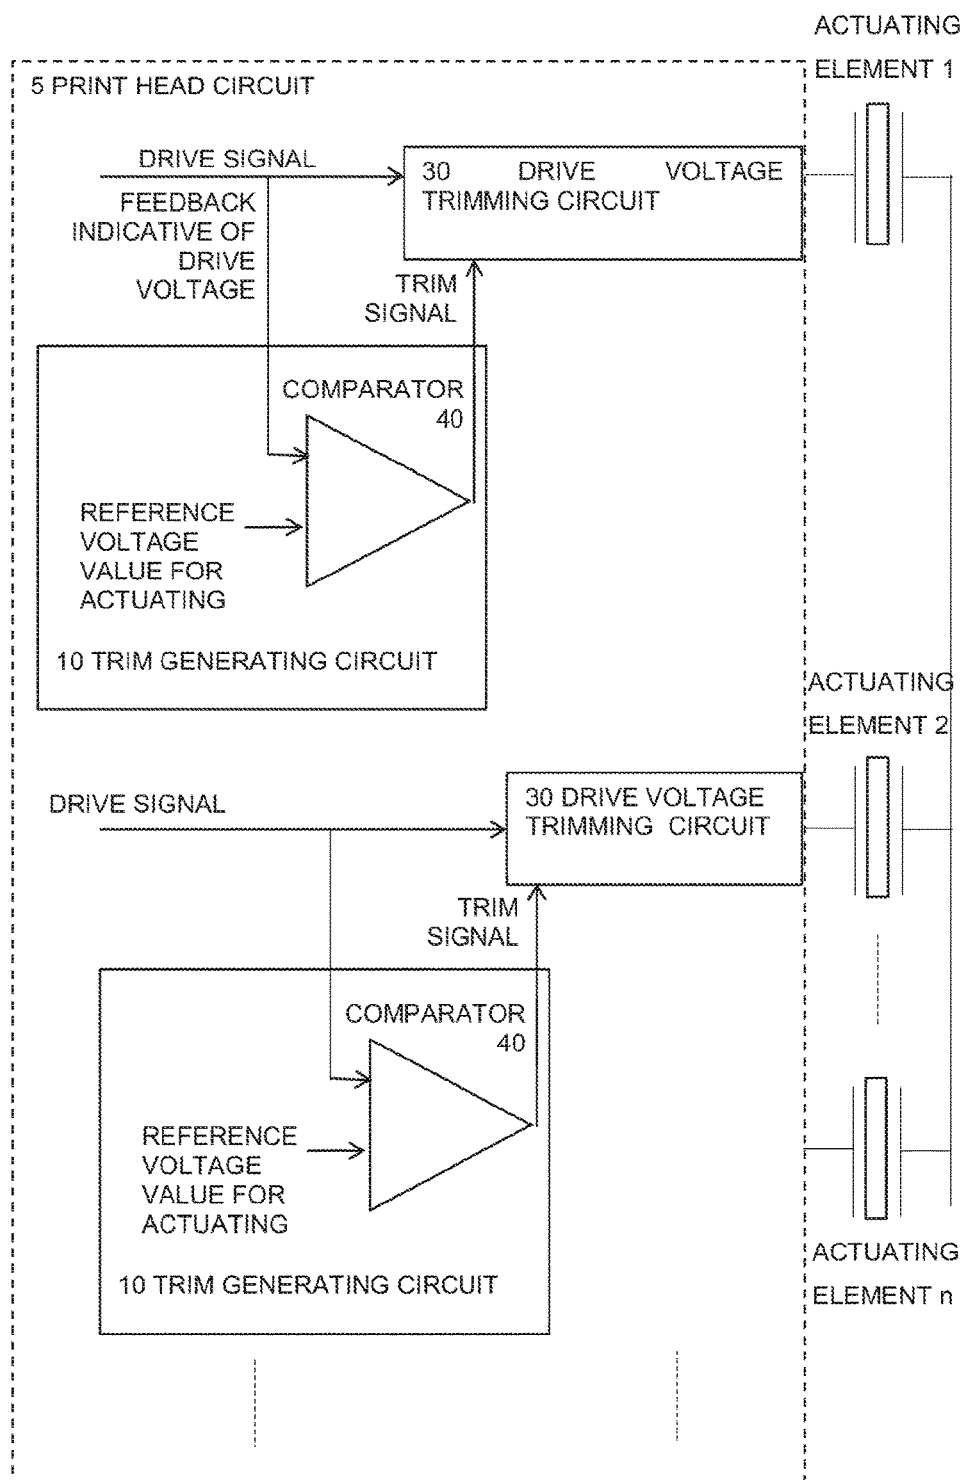 ACTUATING
ELEMENT 1
5 PRINT HEAD CIRCUIT
DRIVE SIGNAL
30 DRIVE VOLTAGE
TRIMMING CIRCUIT
FEEDBACK
INDICATIVE OF
DRIVE
VOLTAGE
TRIM
SIGNAL
COMPARATOR
40
REFERENCE
VOLTAGE
VALUE FOR
ACTUATING
10 TRIM GENERATING CIRCUIT
ACTUATING
ELEMENT 2
DRIVE SIGNAL
30 DRIVE VOLTAGE
TRIMMING CIRCUIT
TRIM
SIGNAL
COMPARATOR
40
REFERENCE
VOLTAGE
VALUE FOR
ACTUATING
10 TRIM GENERATING CIRCUIT
ACTUATING
ELEMENT n